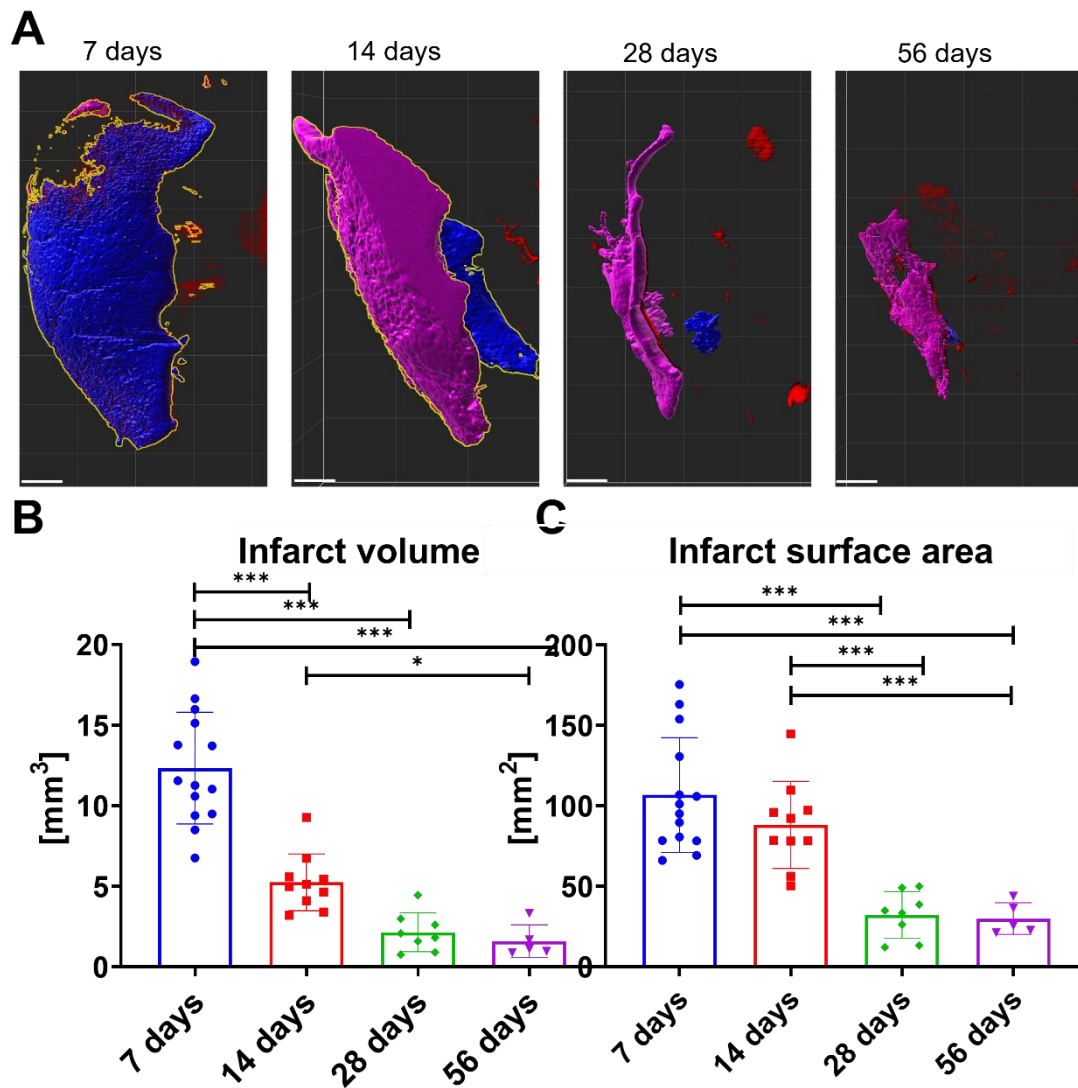 A
7 days
14 days
28 days
56 days
B
C
Infarct volume
Infarct surface area
***
***
***
*
***
***
***
***
20
15
10
5
0
[mm³]
200
150
100
50
0
[mm²]
7 days
14 days
28 days
56 days
7 days
14 days
28 days
56 days